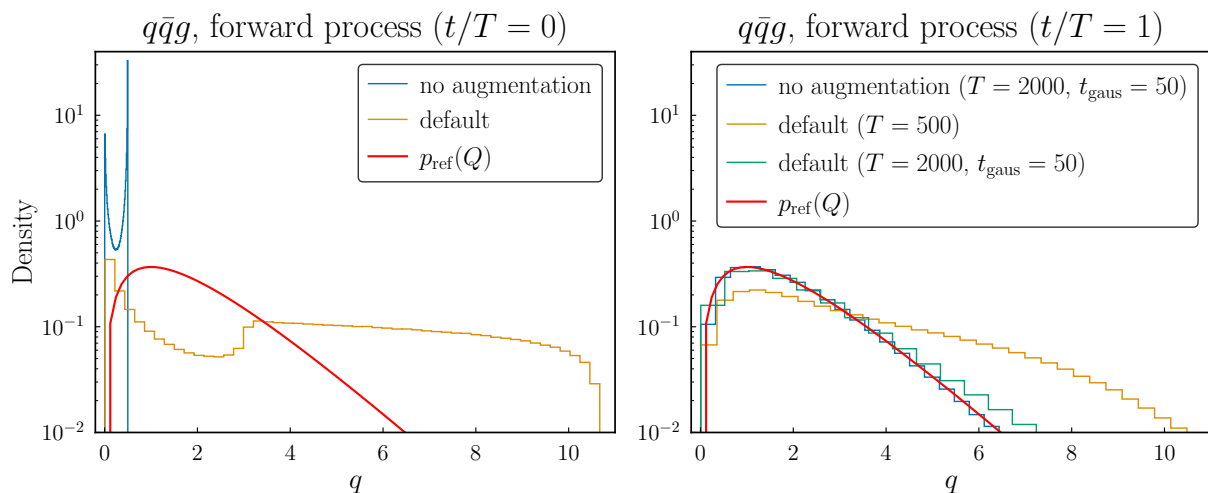 qq̄g, forward process (t/T = 0)
no augmentation
default
p_ref(Q)
Density
10^1
10^0
10^-1
10^-2
0 2 4 6 8 10
q
qq̄g, forward process (t/T = 1)
no augmentation (T = 2000, t_gaus = 50)
default (T = 500)
default (T = 2000, t_gaus = 50)
p_ref(Q)
10^1
10^0
10^-1
10^-2
0 2 4 6 8 10
q